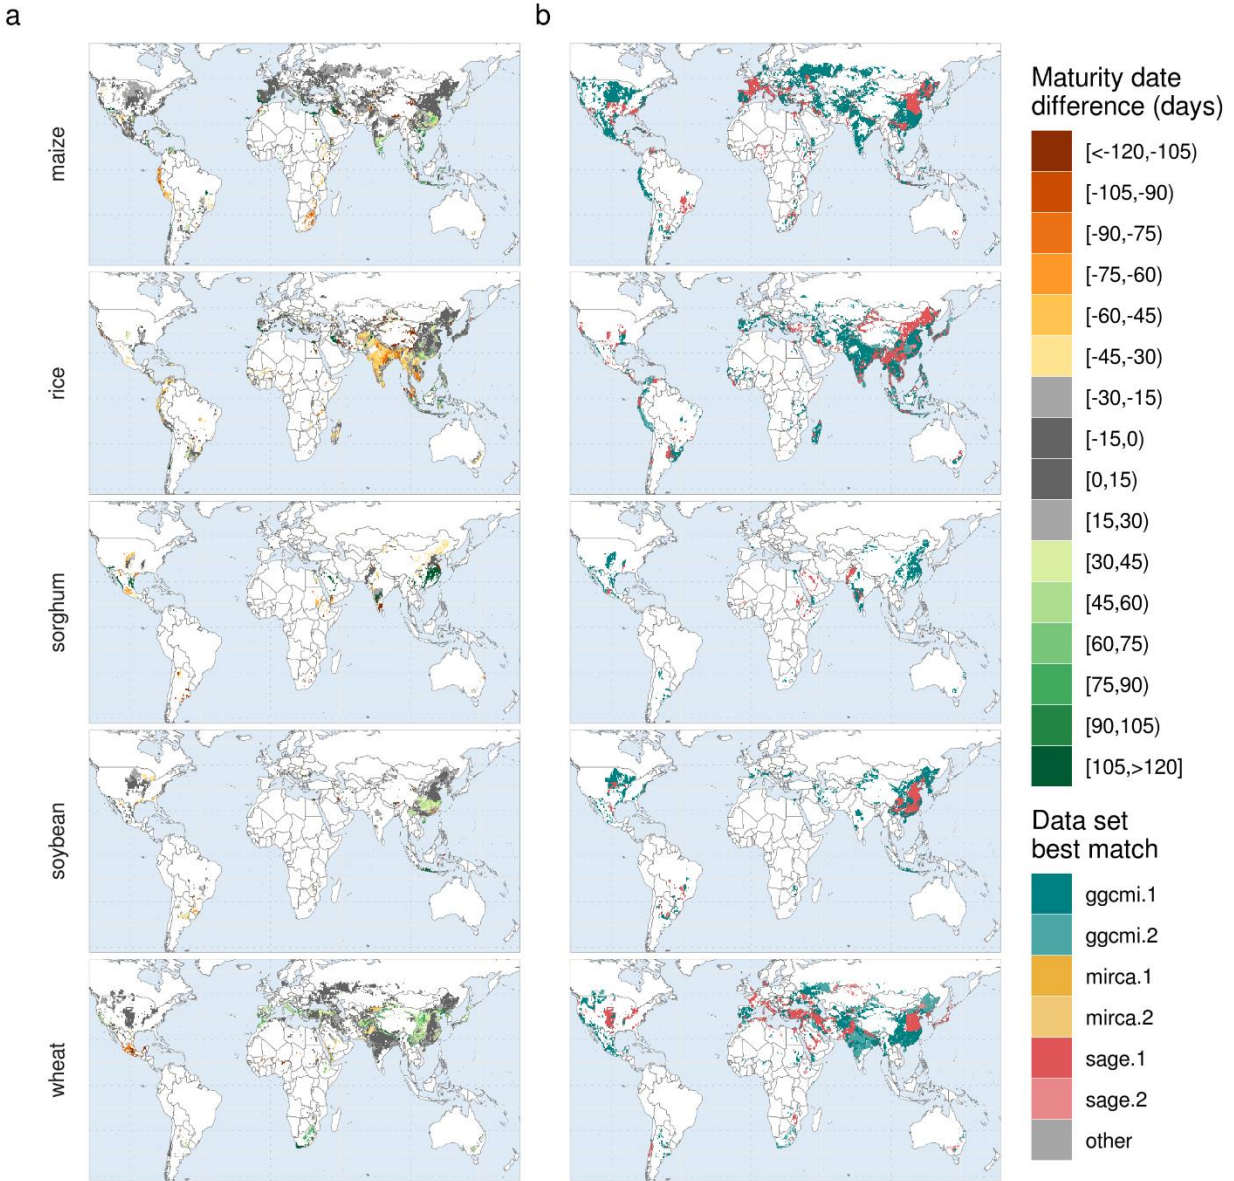 a
b
maize
rice
sorghum
soybean
wheat
Maturity date
difference (days)
[<-120,-105)
[-105,-90)
[-90,-75)
[-75,-60)
[-60,-45)
[-45,-30)
[-30,-15)
[-15,0)
[0,15)
[15,30)
[30,45)
[45,60)
[60,75)
[75,90)
[90,105)
[105,>120]
Data set
best match
ggcmi.1
ggcmi.2
mirca.1
mirca.2
sage.1
sage.2
other